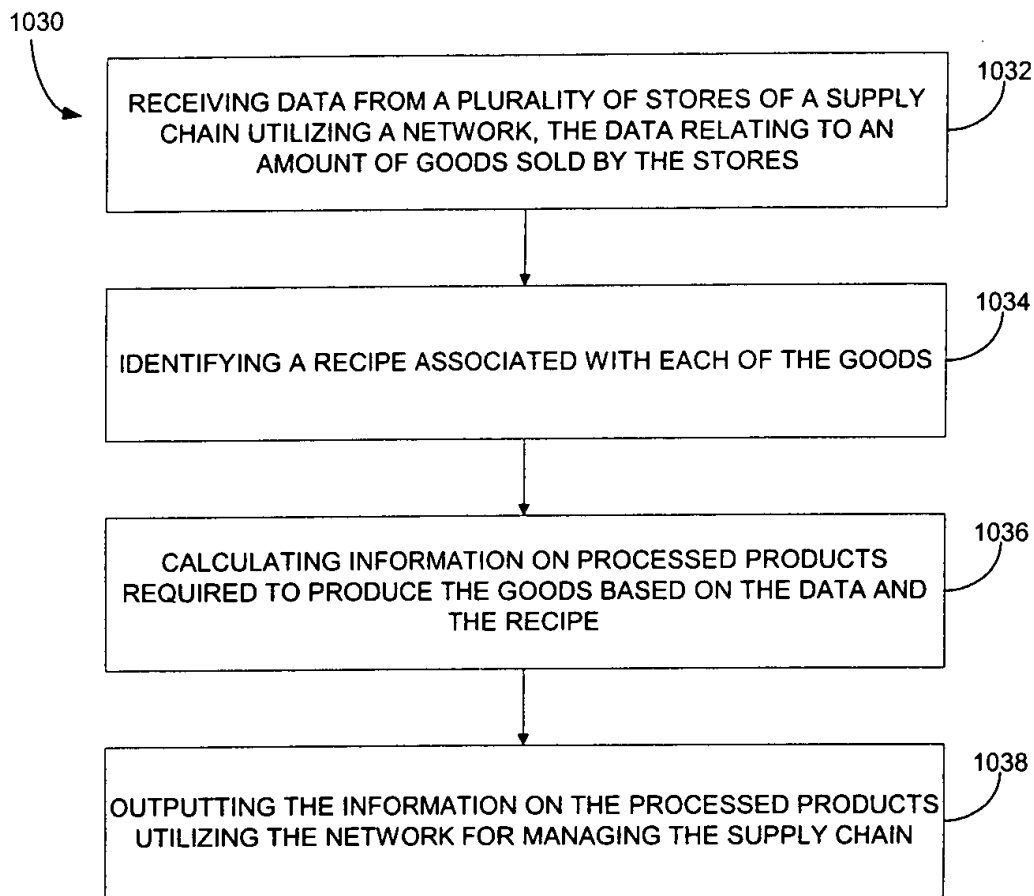 1030
1032
RECEIVING DATA FROM A PLURALITY OF STORES OF A SUPPLY
CHAIN UTILIZING A NETWORK, THE DATA RELATING TO AN
AMOUNT OF GOODS SOLD BY THE STORES
1034
IDENTIFYING A RECIPE ASSOCIATED WITH EACH OF THE GOODS
1036
CALCULATING INFORMATION ON PROCESSED PRODUCTS
REQUIRED TO PRODUCE THE GOODS BASED ON THE DATA AND
THE RECIPE
1038
OUTPUTTING THE INFORMATION ON THE PROCESSED PRODUCTS
UTILIZING THE NETWORK FOR MANAGING THE SUPPLY CHAIN